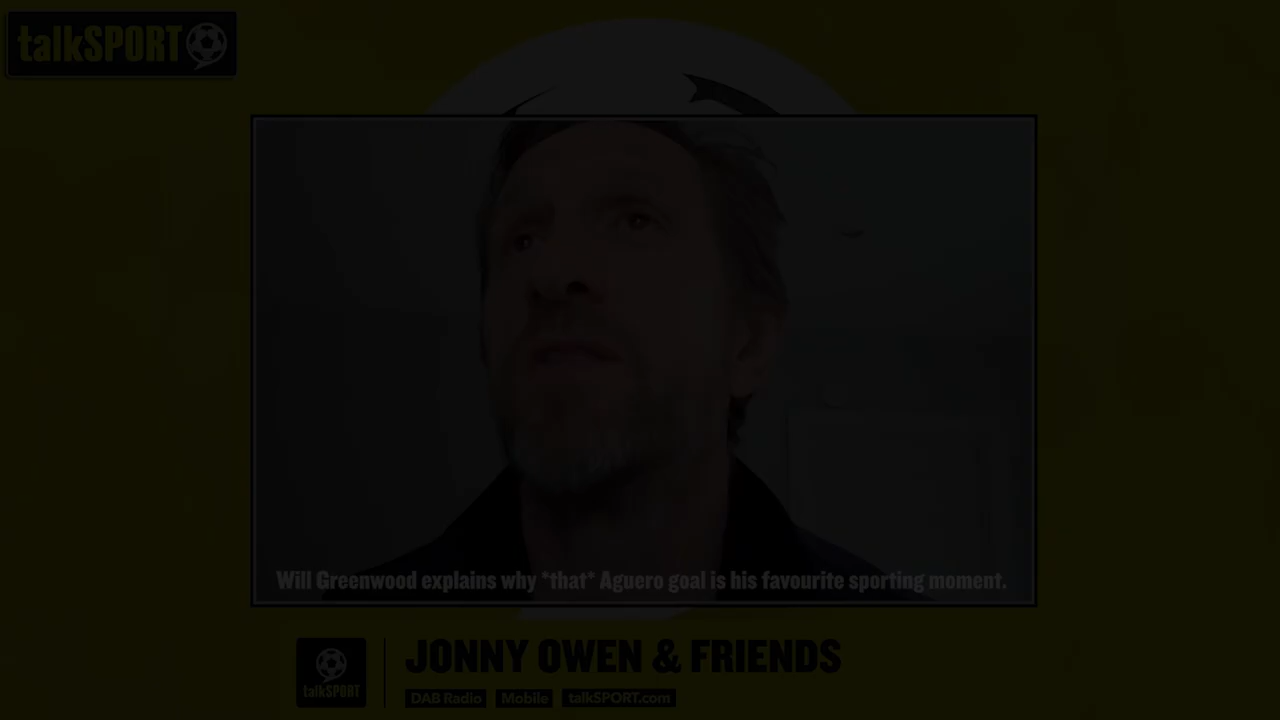 talkSPORT
Will Greenwood explains why *that* Aguero goal is his favourite sporting moment.
JONNY OWEN & FRIENDS
talkSPORT
DAB Radio Mobile talkSPORT.com